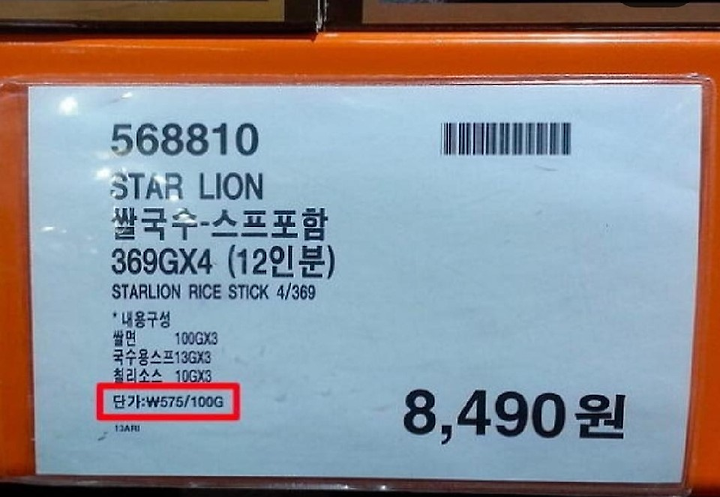 568810
STAR LION
쌀국수-스프포함
369GX4 (12인분)
STARLION RICE STICK 4/369
* 내용구성
쌀면 100GX3
국수용스프13GX3
칠리소스 10GX3
단가:₩575/100G
13ARI
8,490원